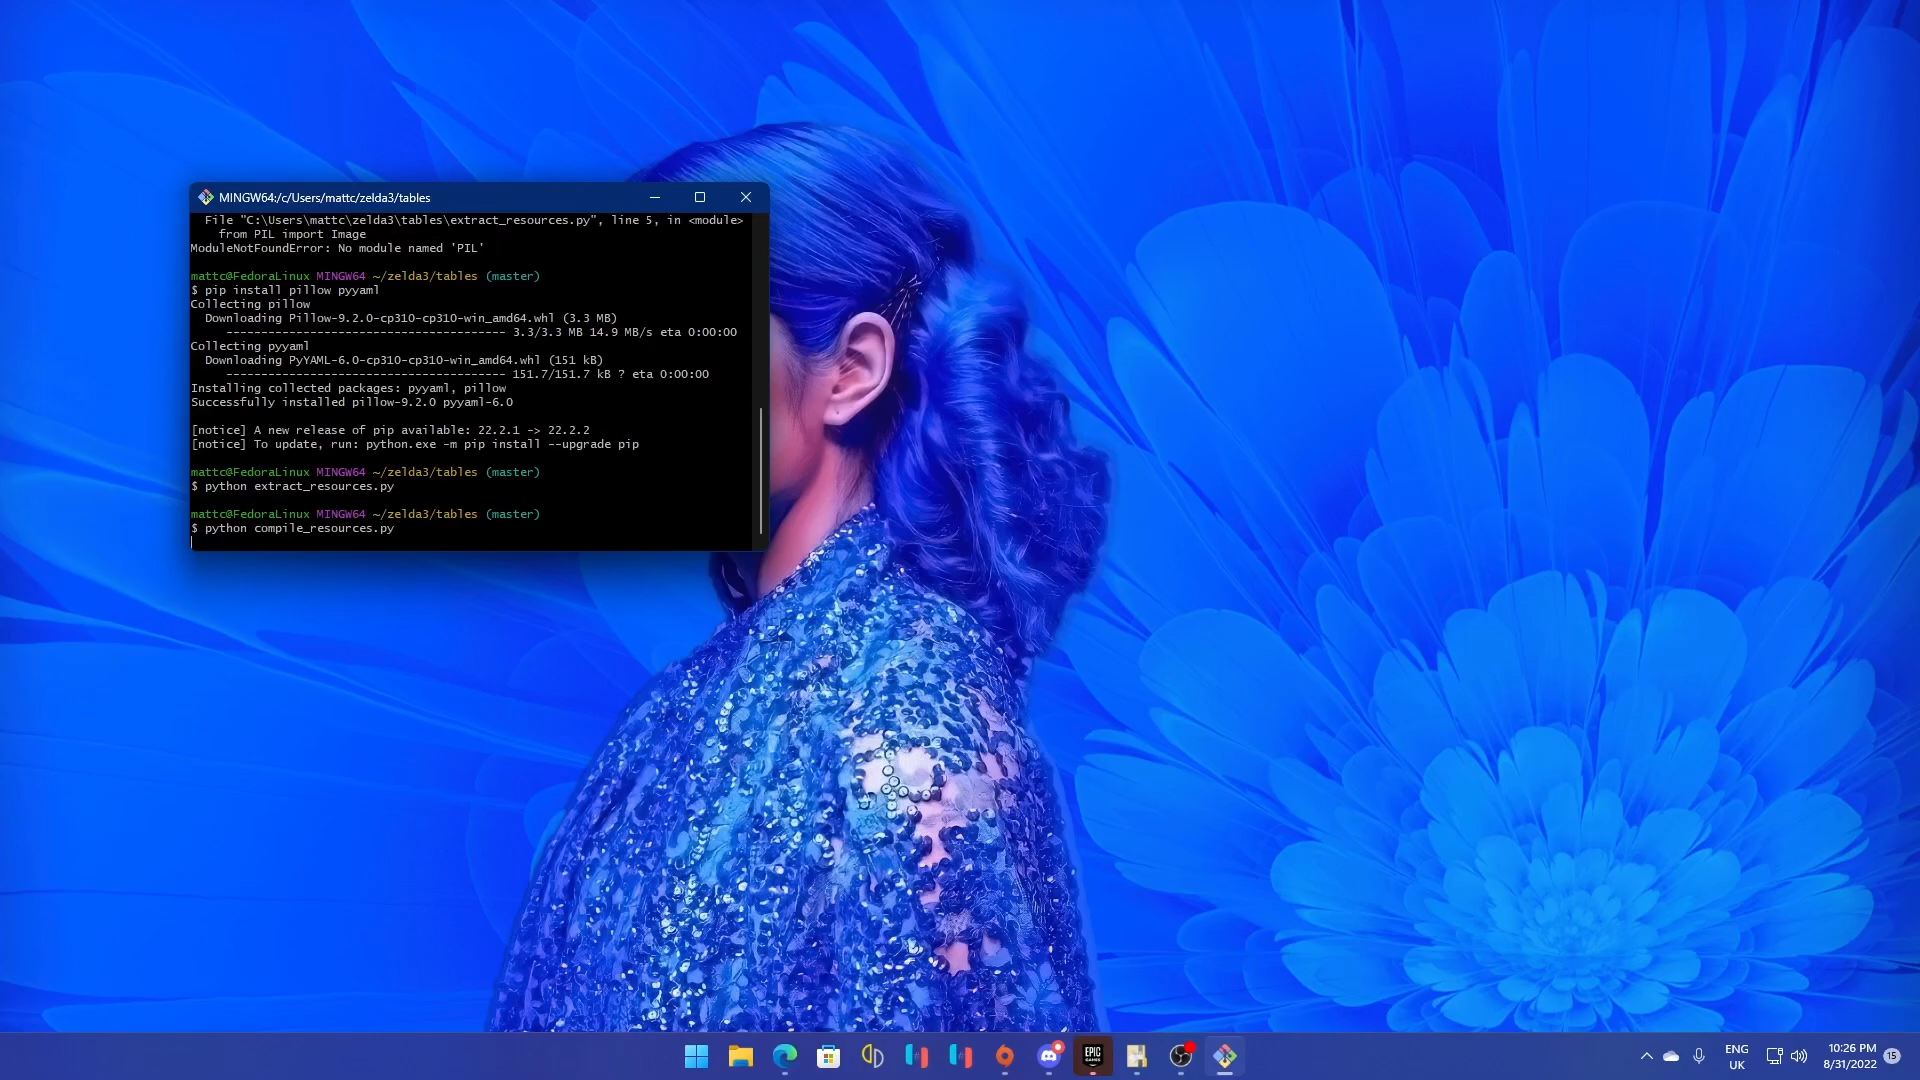 MINGW64:/c/Users/mattc/zelda3/tables
File "C:\Users\mattc\zelda3\tables\extract_resources.py", line 5, in <module>
from PIL import Image
ModuleNotFoundError: No module named 'PIL'
mattc@FedoraLinux MINGW64 ~/zelda3/tables (master)
$ pip install pillow pyyaml
Collecting pillow
Downloading Pillow-9.2.0-cp310-cp310-win_amd64.whl (3.3 MB)
---------------------------------------- 3.3/3.3 MB 14.9 MB/s eta 0:00:00
Collecting pyyaml
Downloading PyYAML-6.0-cp310-cp310-win_amd64.whl (151 kB)
---------------------------------------- 151.7/151.7 kB ? eta 0:00:00
Installing collected packages: pyyaml, pillow
Successfully installed pillow-9.2.0 pyyaml-6.0
[notice] A new release of pip available: 22.2.1 -> 22.2.2
[notice] To update, run: python.exe -m pip install --upgrade pip
mattc@FedoraLinux MINGW64 ~/zelda3/tables (master)
$ python extract_resources.py
mattc@FedoraLinux MINGW64 ~/zelda3/tables (master)
$ python compile_resources.py
EPIC
GAMES
ENG
UK
10:26 PM
8/31/2022
15